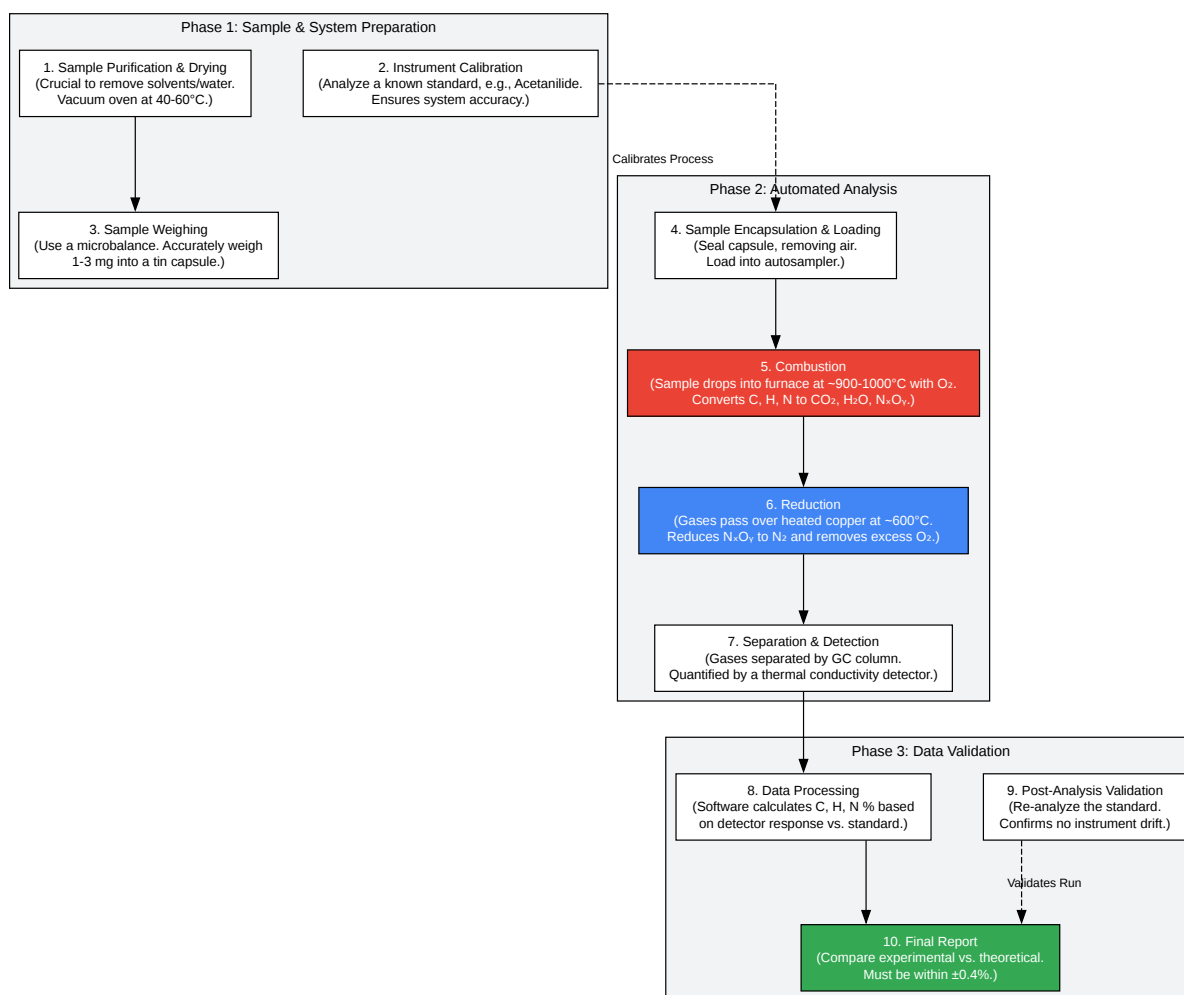 Phase 1: Sample & System Preparation
1. Sample Purification & Drying
(Crucial to remove solvents/water.
Vacuum oven at 40-60°C.)
2. Instrument Calibration
(Analyze a known standard, e.g., Acetanilide.
Ensures system accuracy.)
Calibrates Process
3. Sample Weighing
(Use a microbalance. Accurately weigh
1-3 mg into a tin capsule.)
Phase 2: Automated Analysis
4. Sample Encapsulation & Loading
(Seal capsule, removing air.
Load into autosampler.)
5. Combustion
(Sample drops into furnace at ~900-1000°C with O₂.
Converts C, H, N to CO₂, H₂O, NₓOᵧ.)
6. Reduction
(Gases pass over heated copper at ~600°C.
Reduces NₓOᵧ to N₂ and removes excess O₂.)
7. Separation & Detection
(Gases separated by GC column.
Quantified by a thermal conductivity detector.)
Phase 3: Data Validation
8. Data Processing
(Software calculates C, H, N % based
on detector response vs. standard.)
9. Post-Analysis Validation
(Re-analyze the standard.
Confirms no instrument drift.)
Validates Run
10. Final Report
(Compare experimental vs. theoretical.
Must be within ±0.4%.)